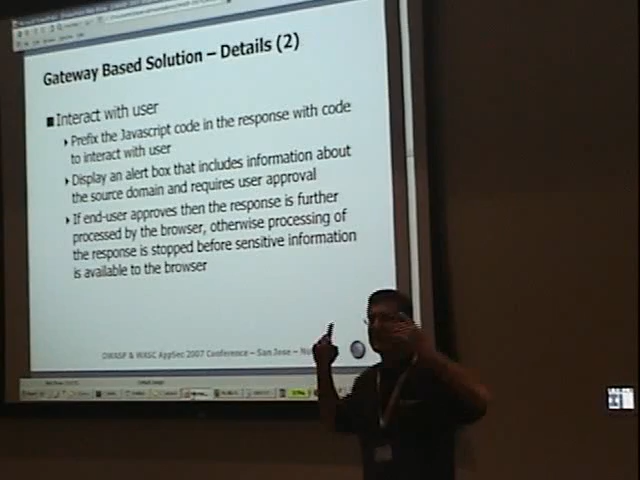 Gateway Based Solution – Details (2)
Interact with user
Prefix the Javascript code in the response with code
to interact with user
Display an alert box that includes information about
the source domain and requires user approval
If end-user approves then the response is further
processed by the browser, otherwise processing of
the response is stopped before sensitive information
is available to the browser
OWASP & WASC AppSec 2007 Conference – San Jose –